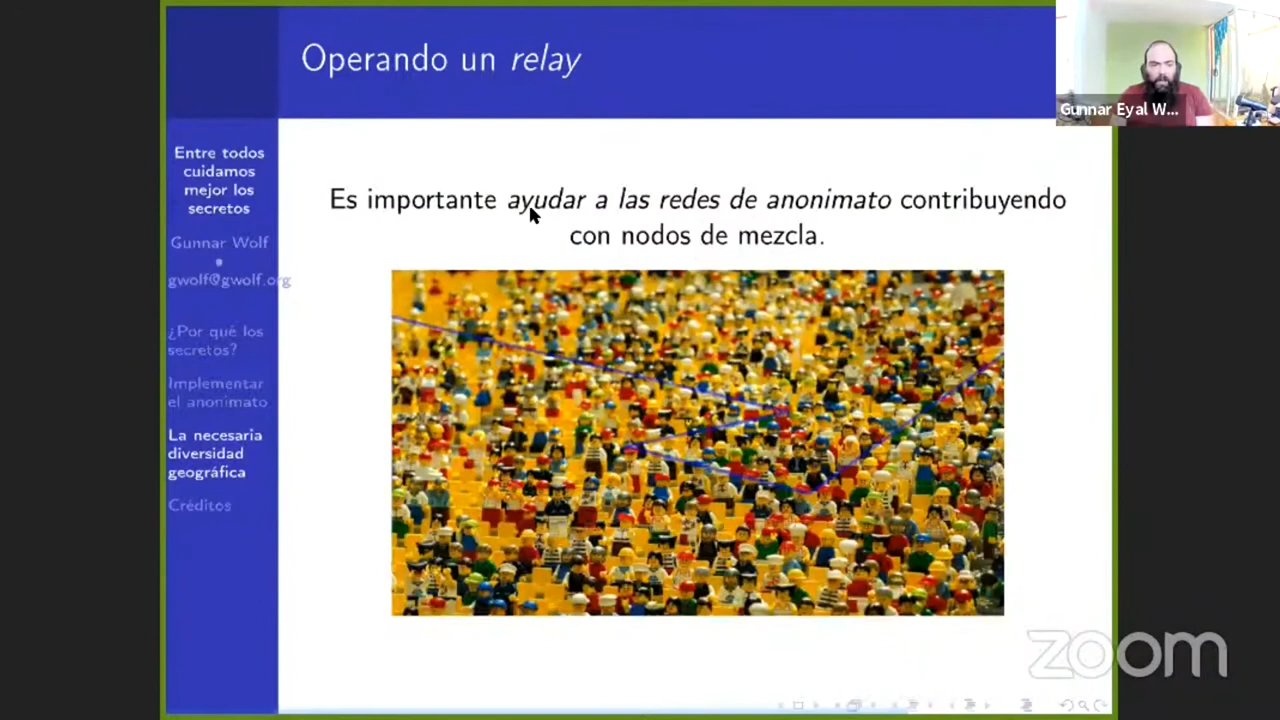 Operando un relay
Gunnar Eyal W...
Entre todos
cuidamos
mejor los
secretos
Gunnar Wolf
gwolf@gwolf.org
¿Por qué los
secretos?
Implementar
el anonimato
La necesaria
diversidad
geográfica
Créditos
Es importante ayudar a las redes de anonimato contribuyendo
con nodos de mezcla.
zoom